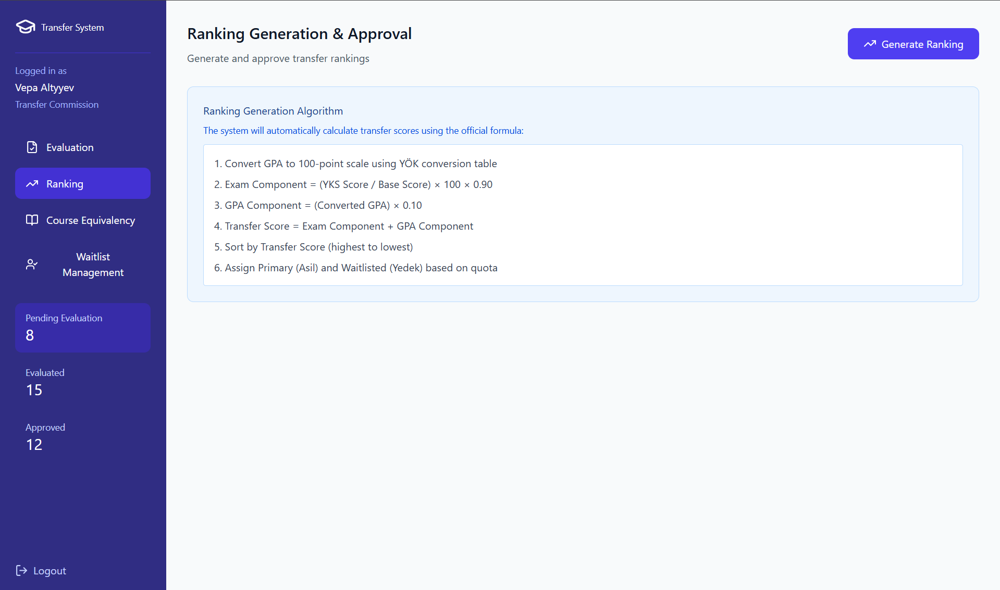 Transfer System
Logged in as
Vepa Altyyev
Transfer Commission
Evaluation
Ranking
Course Equivalency
Waitlist
Management
Pending Evaluation
8
Evaluated
15
Approved
12
Logout
Ranking Generation & Approval
Generate and approve transfer rankings
Generate Ranking
Ranking Generation Algorithm
The system will automatically calculate transfer scores using the official formula:
1. Convert GPA to 100-point scale using YÖK conversion table
2. Exam Component = (YKS Score / Base Score) × 100 × 0.90
3. GPA Component = (Converted GPA) × 0.10
4. Transfer Score = Exam Component + GPA Component
5. Sort by Transfer Score (highest to lowest)
6. Assign Primary (Asil) and Waitlisted (Yedek) based on quota